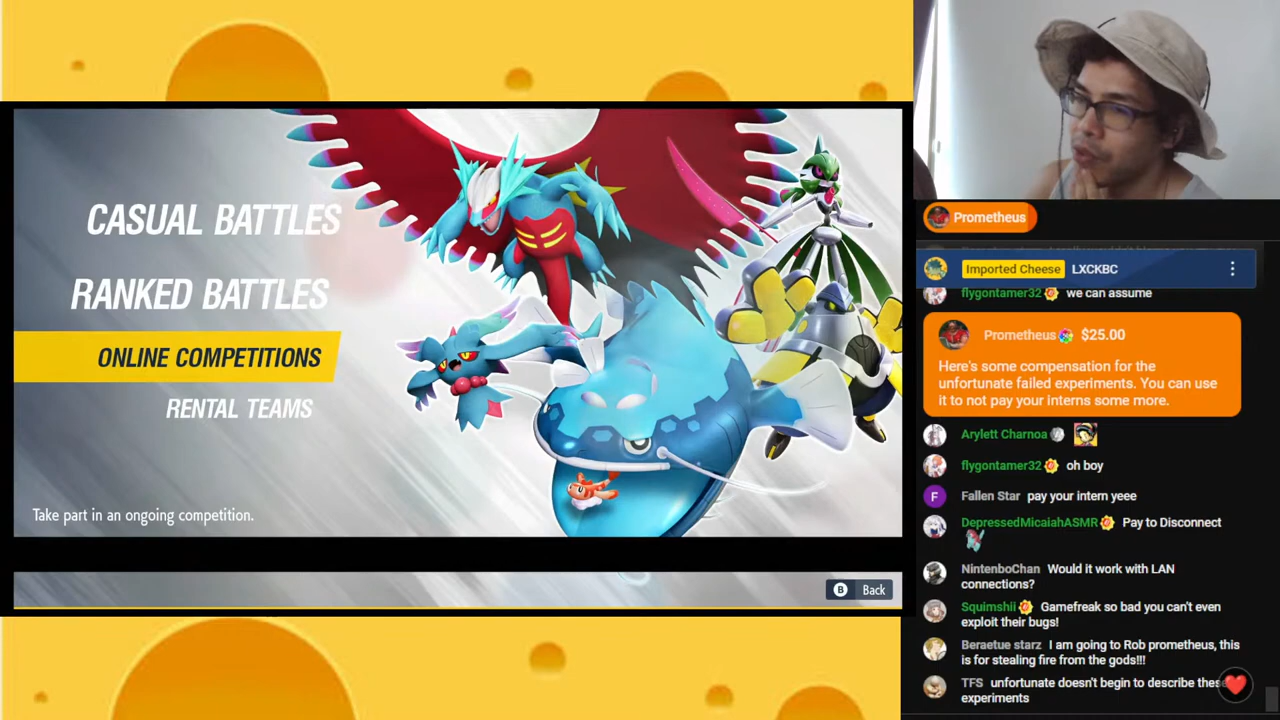 CASUAL BATTLES
RANKED BATTLES
ONLINE COMPETITIONS
RENTAL TEAMS
Take part in an ongoing competition.
B Back
Prometheus
Imported Cheese LXCKBC
flygontamer32 we can assume
Prometheus $25.00
Here's some compensation for the
unfortunate failed experiments. You can use
it to not pay your interns some more.
Arylett Charnoa
flygontamer32 oh boy
F Fallen Star pay your intern yeee
DepressedMicaiahASMR Pay to Disconnect
NintenboChan Would it work with LAN
connections?
Squimshii Gamefreak so bad you can't even
exploit their bugs!
Beraetue starz I am going to Rob prometheus, this
is for stealing fire from the gods!!!
TFS unfortunate doesn't begin to describe these
experiments